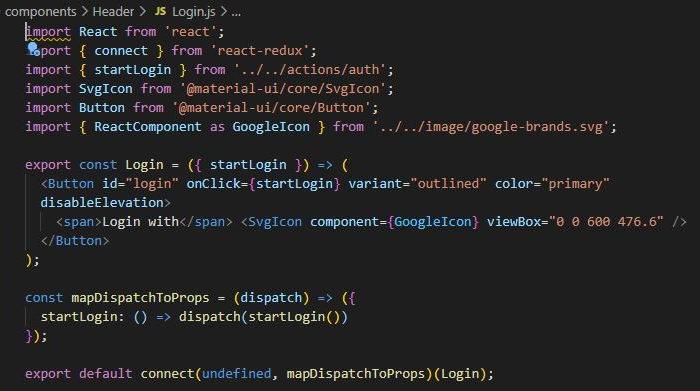 components > Header > JS Login.js > ...
import React from 'react';
import { connect } from 'react-redux';
import { startLogin } from '../../actions/auth';
import SvgIcon from '@material-ui/core/SvgIcon';
import Button from '@material-ui/core/Button';
import { ReactComponent as GoogleIcon } from '../../image/google-brands.svg';
export const Login = ({ startLogin }) => (
<Button id="login" onClick={startLogin} variant="outlined" color="primary"
disableElevation>
<span>Login with</span> <SvgIcon component={GoogleIcon} viewBox="0 0 600 476.6" />
</Button>
);
const mapDispatchToProps = (dispatch) => ({
startLogin: () => dispatch(startLogin())
});
export default connect(undefined, mapDispatchToProps)(Login);